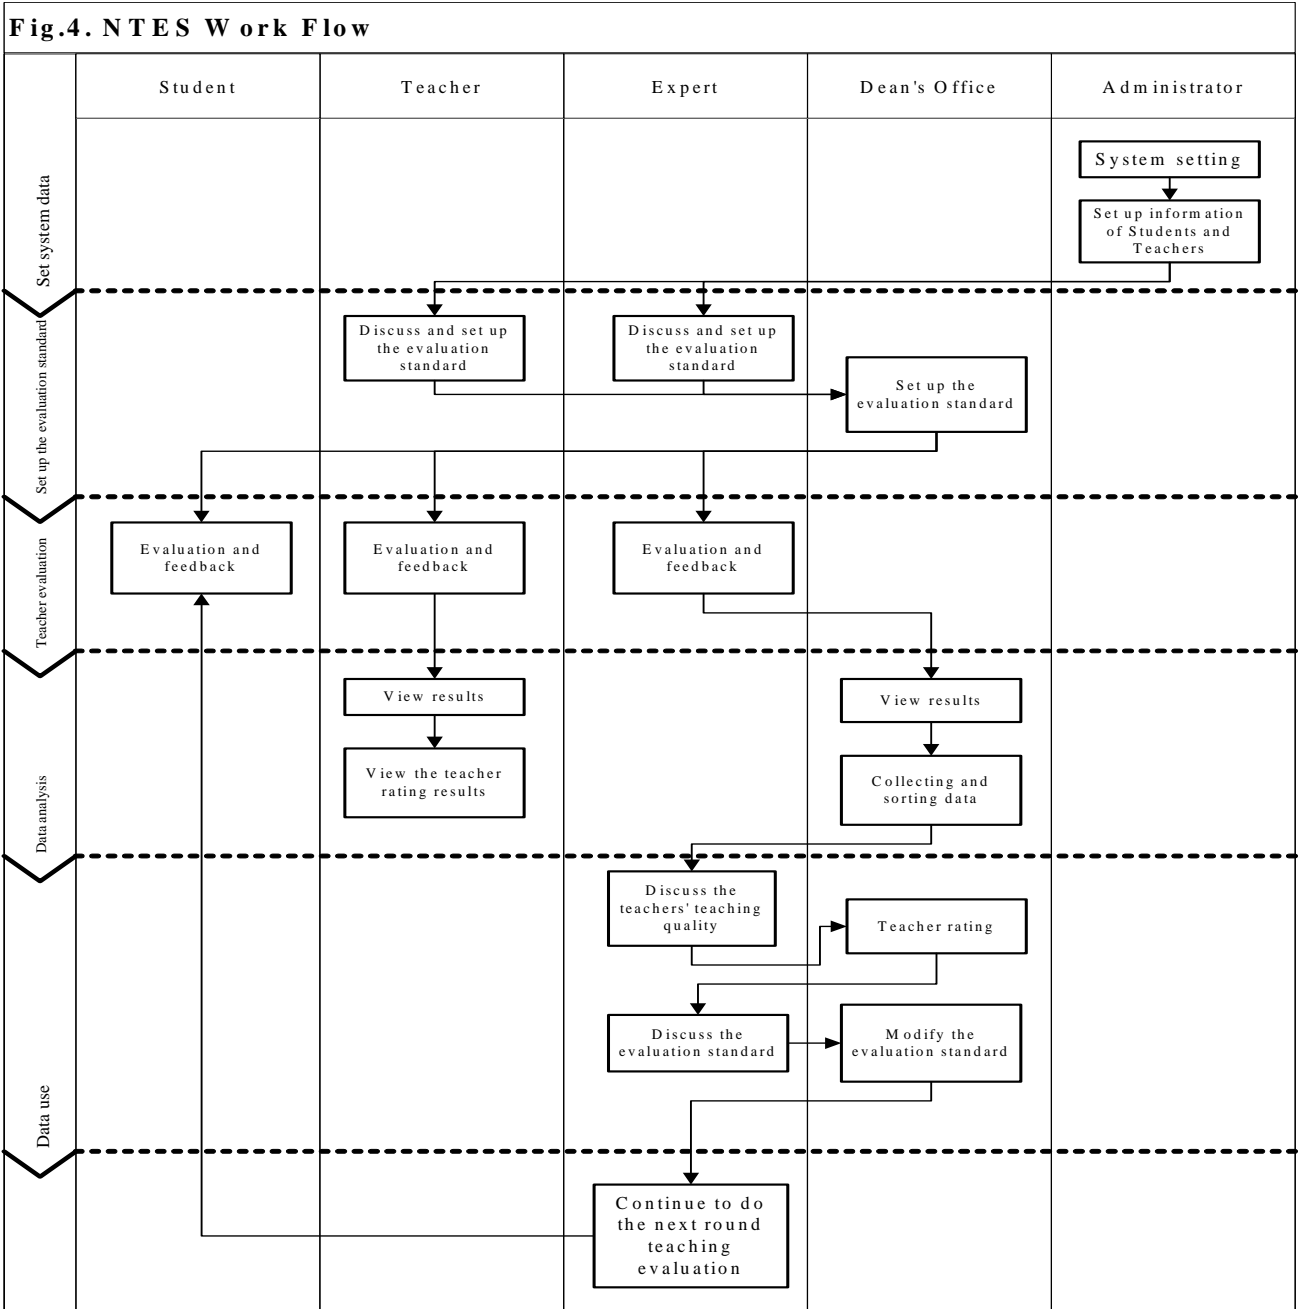 Fig.4. NTES Work Flow
Student
Teacher
Expert
Dean's Office
Administrator
Set system data
System setting
Set up information
of Students and
Teachers
Set up the evaluation standard
Discuss and set up
the evaluation
standard
Discuss and set up
the evaluation
standard
Set up the
evaluation standard
Teacher evaluation
Evaluation and
feedback
Evaluation and
feedback
Evaluation and
feedback
Data analysis
View results
View results
View the teacher
rating results
Collecting and
sorting data
Data use
Discuss the
teachers' teaching
quality
Teacher rating
Discuss the
evaluation standard
Modify the
evaluation standard
Continue to do
the next round
teaching
evaluation